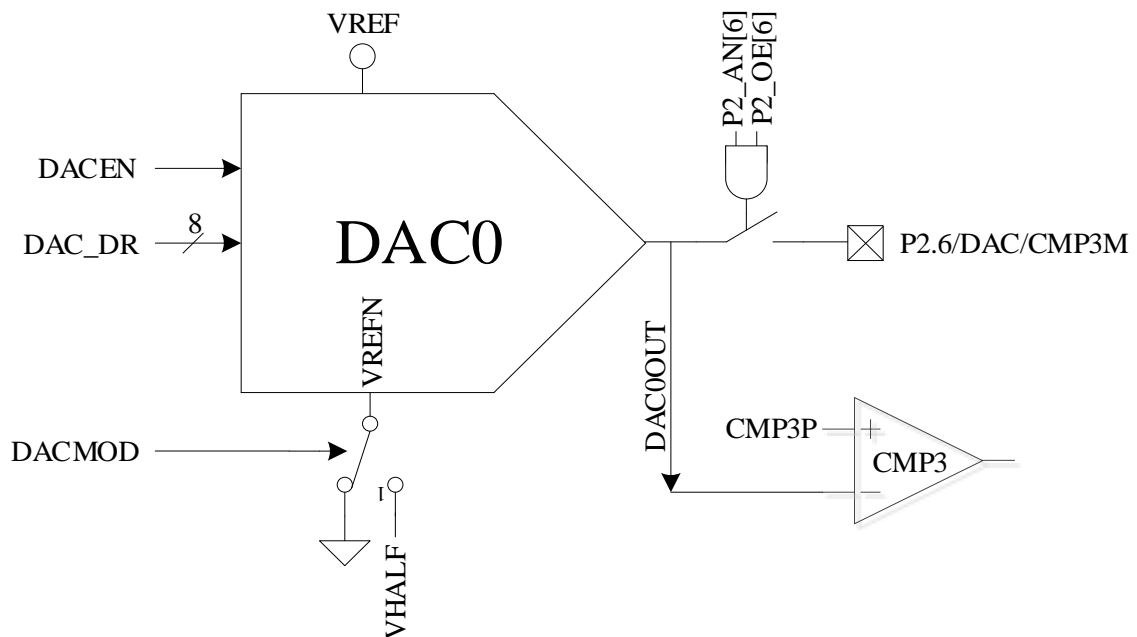 VREF
P2_AN[6]
P2_OE[6]
DACEN
8
DAC_DR
DAC0
P2.6/DAC/CMP3M
VREFN
DAC0OUT
CMP3P
+
CMP3
DACMOD
1
VHALF